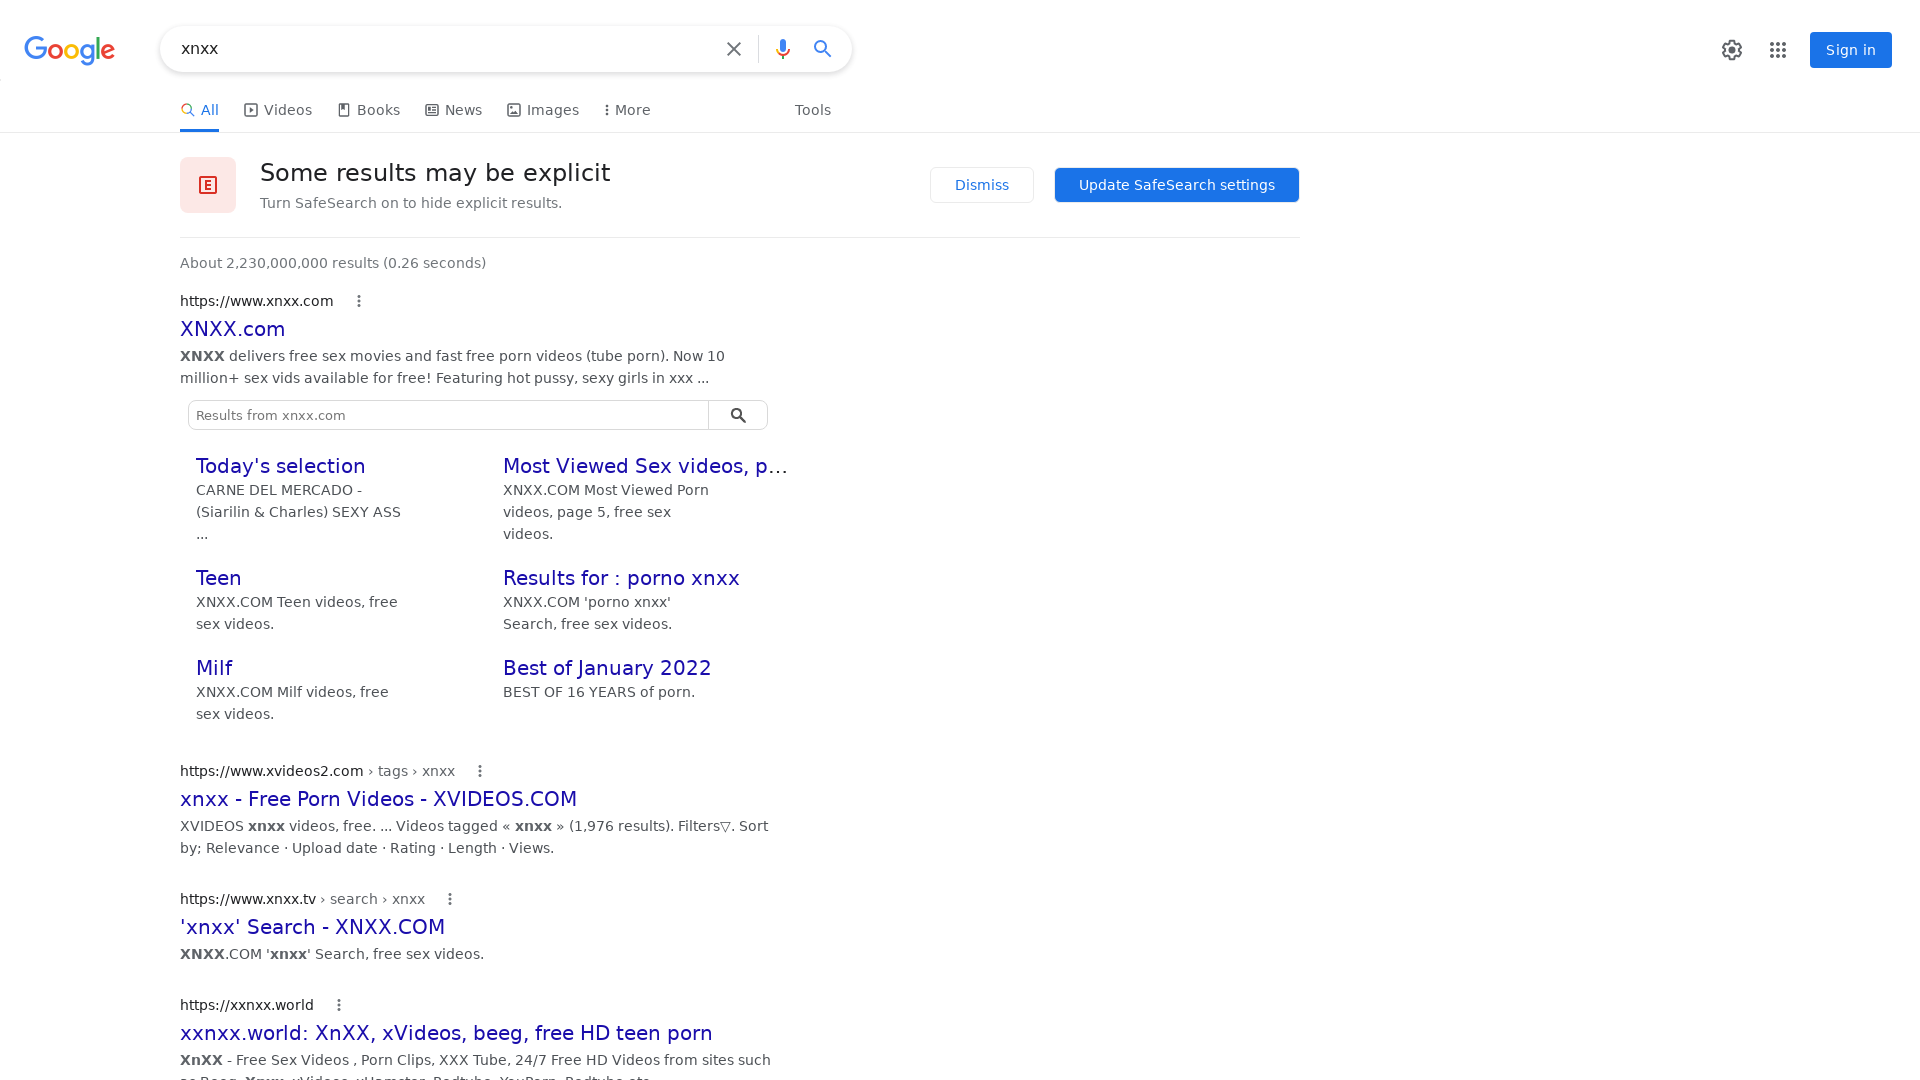 Google
xnxx
Sign in
All
Videos
Books
News
Images
More
Tools
E
Some results may be explicit
Turn SafeSearch on to hide explicit results.
Dismiss
Update SafeSearch settings
About 2,230,000,000 results (0.26 seconds)
https://www.xnxx.com
XNXX.com
XNXX delivers free sex movies and fast free porn videos (tube porn). Now 10
million+ sex vids available for free! Featuring hot pussy, sexy girls in xxx ...
Results from xnxx.com
Today's selection
CARNE DEL MERCADO -
(Siarilin & Charles) SEXY ASS
...
Most Viewed Sex videos, p...
XNXX.COM Most Viewed Porn
videos, page 5, free sex
videos.
Teen
XNXX.COM Teen videos, free
sex videos.
Results for : porno xnxx
XNXX.COM 'porno xnxx'
Search, free sex videos.
Milf
XNXX.COM Milf videos, free
sex videos.
Best of January 2022
BEST OF 16 YEARS of porn.
https://www.xvideos2.com › tags › xnxx
xnxx - Free Porn Videos - XVIDEOS.COM
XVIDEOS xnxx videos, free. ... Videos tagged « xnxx » (1,976 results). Filters▽. Sort
by; Relevance · Upload date · Rating · Length · Views.
https://www.xnxx.tv › search › xnxx
'xnxx' Search - XNXX.COM
XNXX.COM 'xnxx' Search, free sex videos.
https://xxnxx.world
xxnxx.world: XnXX, xVideos, beeg, free HD teen porn
XnXX - Free Sex Videos , Porn Clips, XXX Tube, 24/7 Free HD Videos from sites such